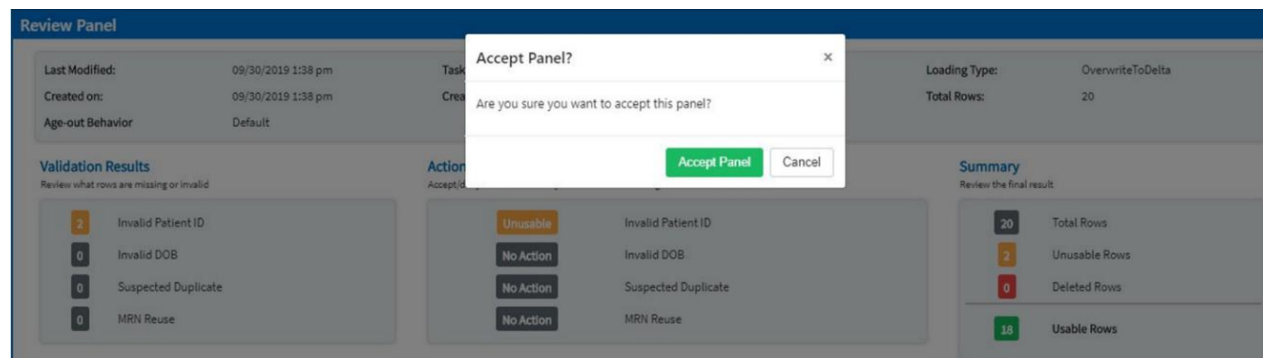 Review Panel
Accept Panel? ×
Last Modified: 09/30/2019 1:38 pm Task Loading Type: OverwriteToDelta
Created on: 09/30/2019 1:38 pm Crea Are you sure you want to accept this panel? Total Rows: 20
Age-out Behavior Default
Accept Panel Cancel
Validation Results Action Summary
Review what rows are missing or invalid Accept/d Review the final result
2 Invalid Patient ID Unusable Invalid Patient ID 20 Total Rows
0 Invalid DOB No Action Invalid DOB 2 Unusable Rows
0 Suspected Duplicate No Action Suspected Duplicate 0 Deleted Rows
0 MRN Reuse No Action MRN Reuse 18 Usable Rows